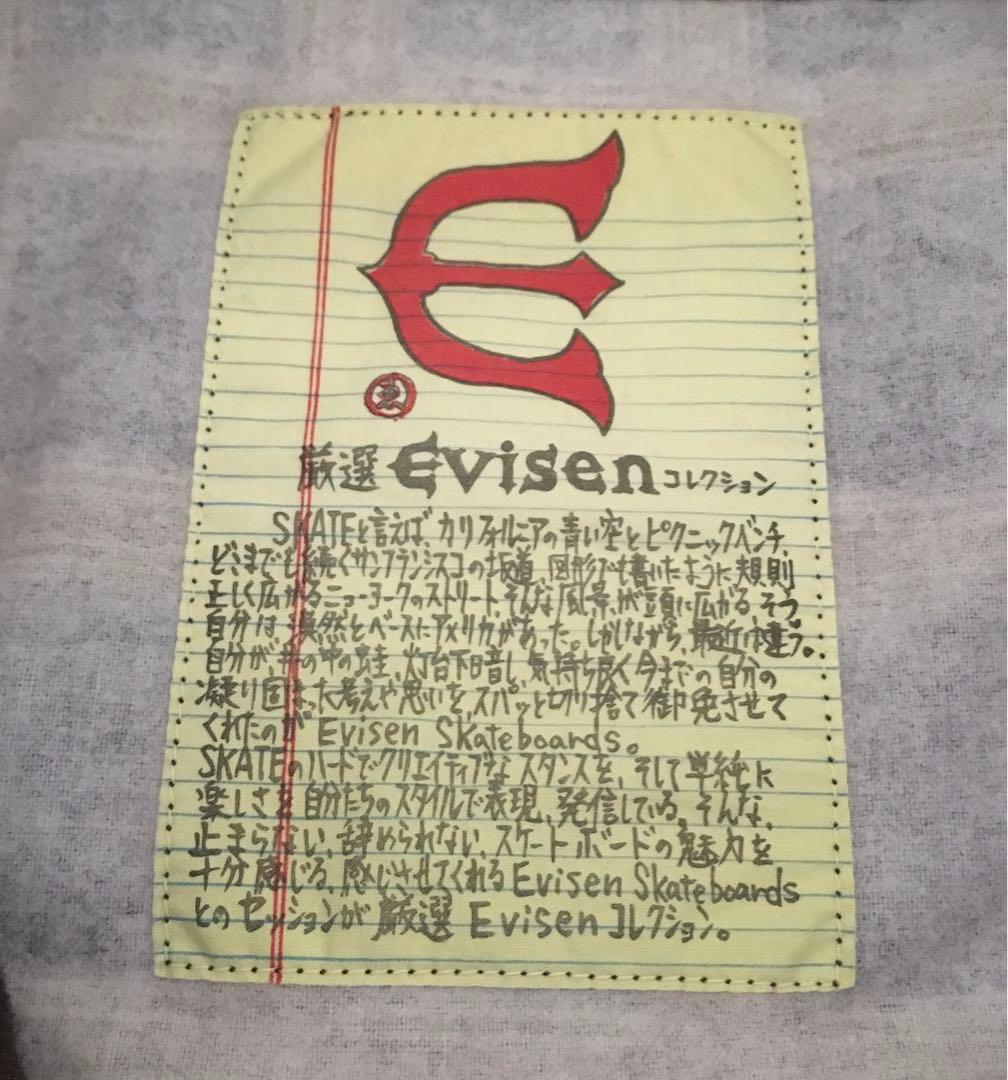 E
ゑ
厳選 Evisen コレクション
SKATEと言えば、カリフォルニアの青い空とピクニックベンチ、
どこまでも続くサンフランシスコの坂道、図形でも書いたように規則
正しく広がるニューヨークのストリート、そんな風景が頭に広がる。そう
自分は、漠然とベースにアメリカがあった。しかしながら、最近は違う。
自分が、井の中の蛙、灯台下暗し、気持ち良く今までの自分の
凝り固まった考えや思いを、スパッと切り捨て御免させて
くれたのが Evisen Skateboards。
SKATEのハードでクリエイティブなスタンスを、そして単純に
楽しさを自分たちのスタイルで表現、発信している。そんな、
止まらない、辞められない、スケートボードの魅力を
十分感じる、感じさせてくれる Evisen Skateboards
とのセッションが 厳選 Evisen コレクション。